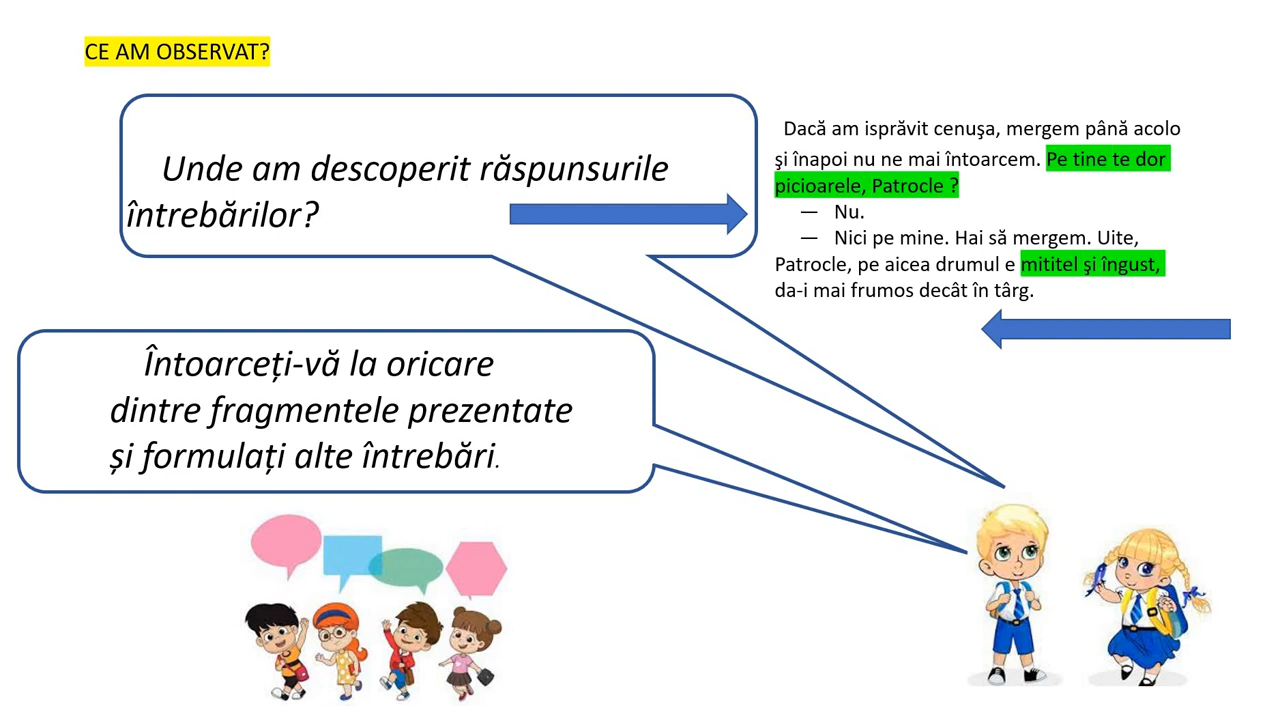 CE AM OBSERVAT?
Unde am descoperit răspunsurile
întrebărilor?
Dacă am isprăvit cenuşa, mergem până acolo
şi înapoi nu ne mai întoarcem. Pe tine te dor
picioarele, Patrocle ?
— Nu.
— Nici pe mine. Hai să mergem. Uite,
Patrocle, pe aicea drumul e mititel şi îngust,
da-i mai frumos decât în târg.
Întoarceți-vă la oricare
dintre fragmentele prezentate
și formulați alte întrebări.